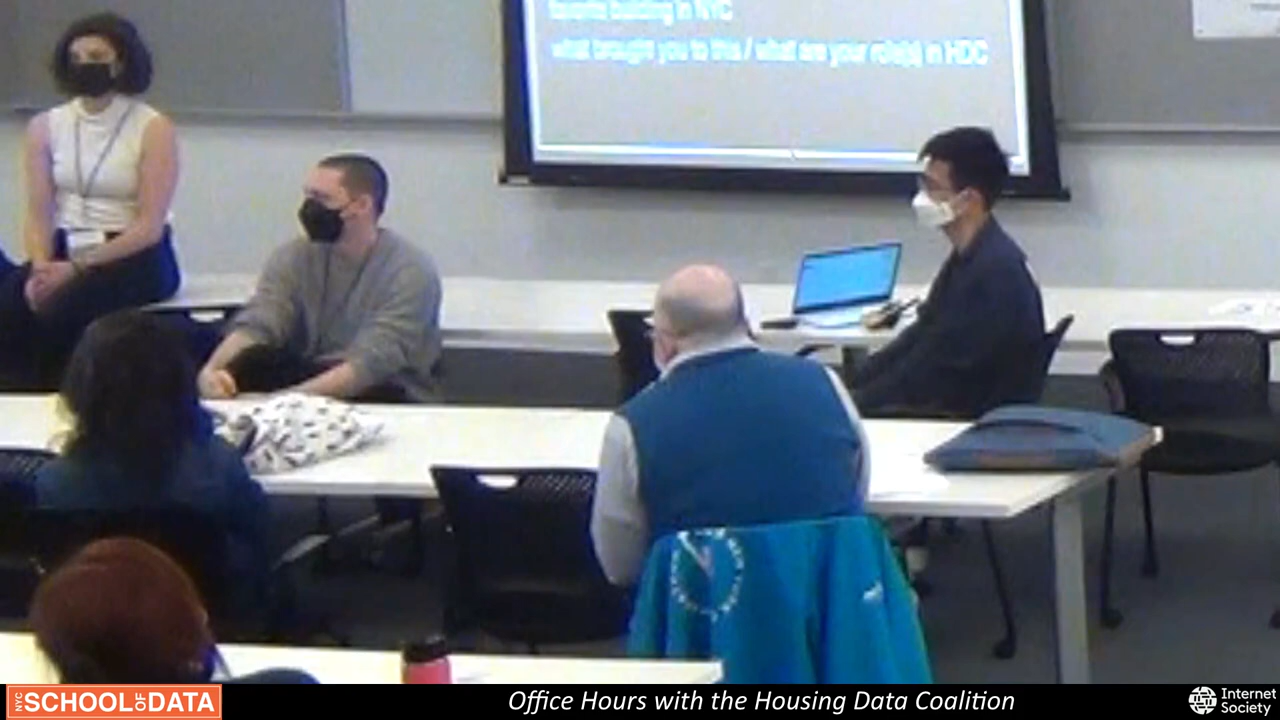 favorite building in NYC
what brought you to this / what are your role(s) in HDC
NYC SCHOOL OF DATA
Office Hours with the Housing Data Coalition
Internet
Society